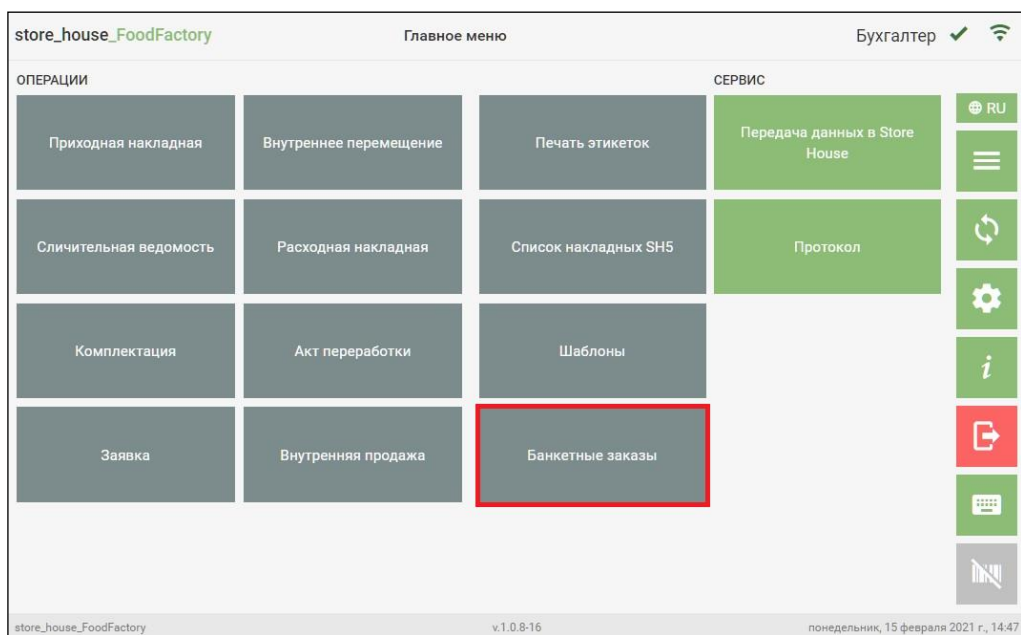 store_house_FoodFactory
Главное меню
Бухгалтер
ОПЕРАЦИИ
СЕРВИС
RU
Приходная накладная
Внутреннее перемещение
Печать этикеток
Передача данных в Store
House
Сличительная ведомость
Расходная накладная
Список накладных SH5
Протокол
Комплектация
Акт переработки
Шаблоны
i
Заявка
Внутренняя продажа
Банкетные заказы
store_house_FoodFactory
v.1.0.8-16
понедельник, 15 февраля 2021 г., 14:47